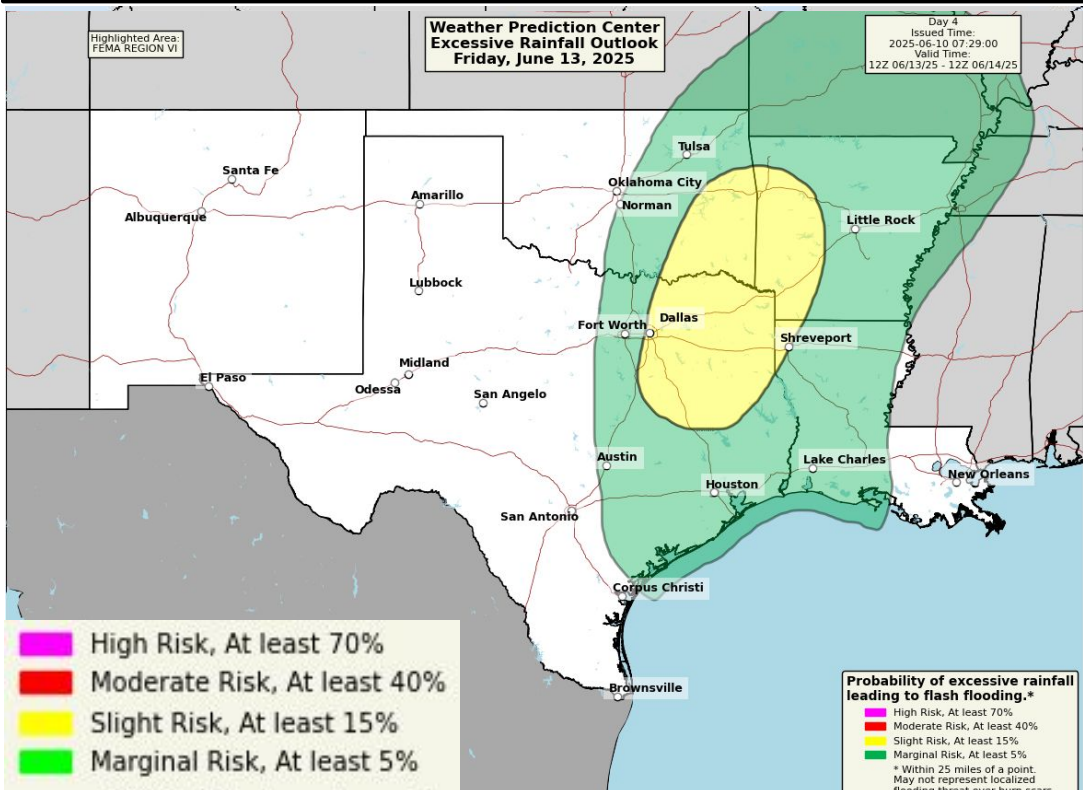 Highlighted Area:
FEMA REGION VI
Weather Prediction Center
Excessive Rainfall Outlook
Friday, June 13, 2025
Day 4
Issued Time:
2025-06-10 07:29:00
Valid Time:
12Z 06/13/25 - 12Z 06/14/25
Tulsa
Santa Fe
Oklahoma City
Amarillo
Norman
Albuquerque
Little Rock
Lubbock
Dallas
Fort Worth
Shreveport
Midland
El Paso
Odessa
San Angelo
Austin
Lake Charles
New Orleans
Houston
San Antonio
Corpus Christi
Brownsville
High Risk, At least 70%
Moderate Risk, At least 40%
Slight Risk, At least 15%
Marginal Risk, At least 5%
Probability of excessive rainfall
leading to flash flooding.*
High Risk, At least 70%
Moderate Risk, At least 40%
Slight Risk, At least 15%
Marginal Risk, At least 5%
* Within 25 miles of a point.
May not represent localized
flooding threat over burn scars